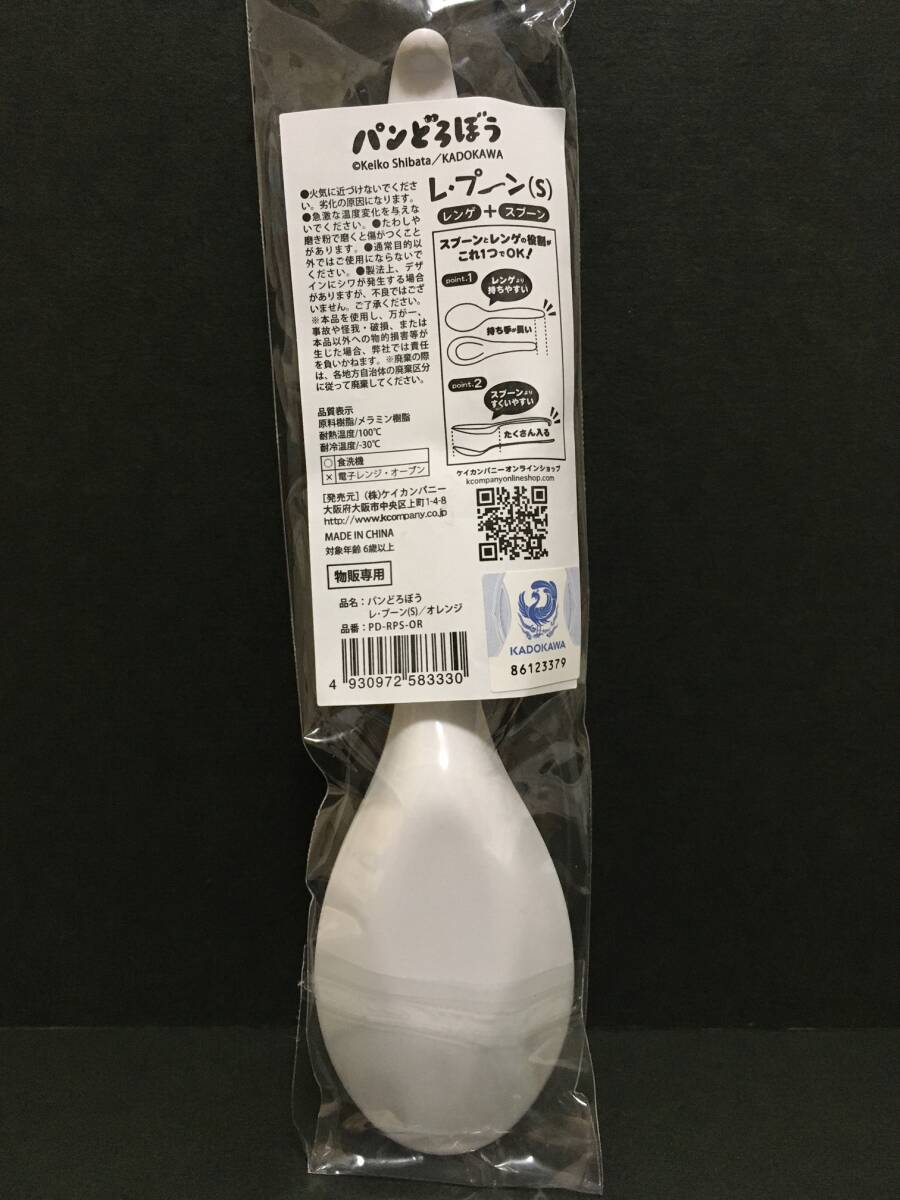 パンどろぼう
©Keiko Shibata/KADOKAWA
●火気に近づけないでくださ
い。劣化の原因になります。
●急激な温度変化を与えな
いでください。●たわしや
磨き粉で磨くと傷がつくこと
があります。●通常目的以
外ではご使用にならないで
ください。●製法上、デザ
インにシワが発生する場合
がありますが、不良ではござ
いません。ご了承ください。
※本品を使用し、万が一、
事故や怪我・破損、または
本品以外への物的損害等が
生じた場合、弊社では責任
を負いかねます。※廃棄の際
は、各地方自治体の廃棄区分
に従って廃棄してください。
品質表示
原料樹脂/メラミン樹脂
耐熱温度/100℃
耐冷温度/-30℃
○ 食洗機
× 電子レンジ・オーブン
[発売元](株)ケイカンパニー
大阪府大阪市中央区上町1-4-8
http://www.kcompany.co.jp
MADE IN CHINA
対象年齢 6歳以上
物販専用
品名:パンどろぼう
レ・プーン(S)/オレンジ
品番:PD-RPS-OR
4 930972 583330
レ・プーン(S)
レンゲ + スプーン
スプーンとレンゲの役割が
これ1つでOK!
point.1
レンゲより
持ちやすい
持ち手が長い
point.2
スプーンより
すくいやすい
たくさん入る
ケイカンパニーオンラインショップ
kcompanyonlineshop.com
KADOKAWA
86123379